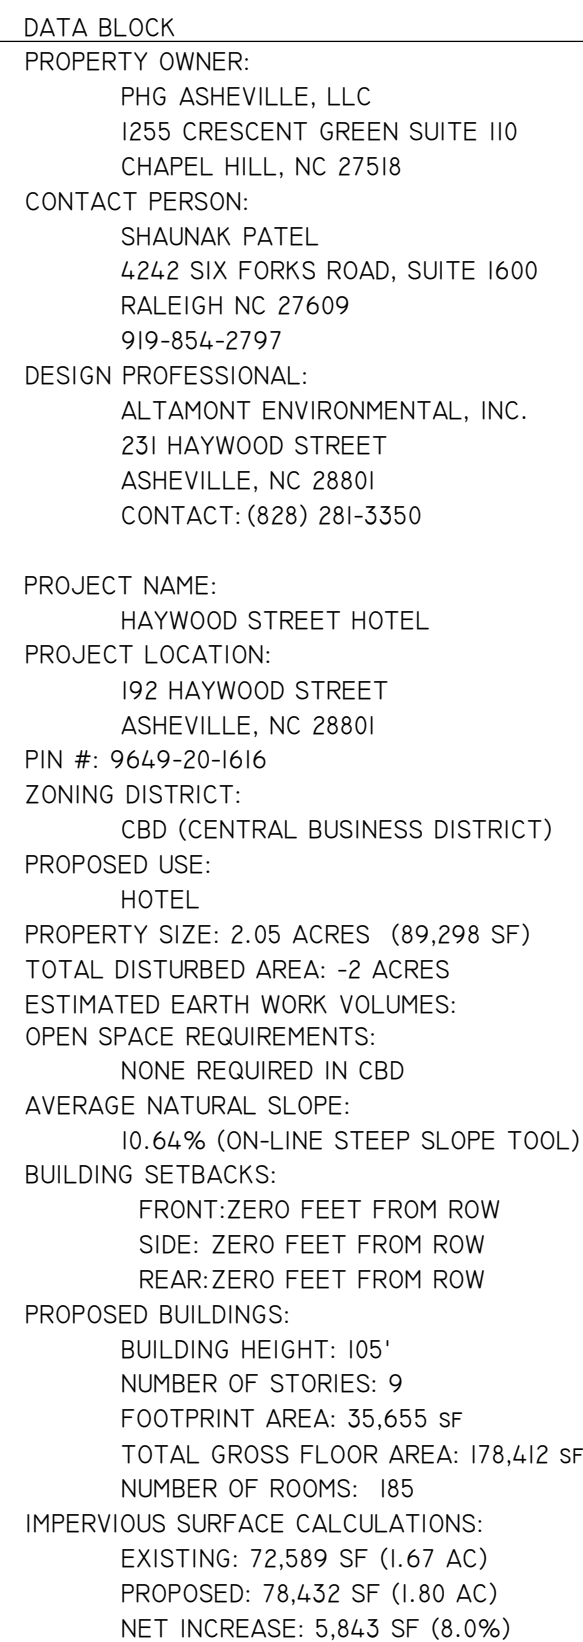 DATA BLOCK
PROPERTY OWNER:
PHG ASHEVILLE, LLC
1255 CRESCENT GREEN SUITE 110
CHAPEL HILL, NC 27518
CONTACT PERSON:
SHAUNAK PATEL
4242 SIX FORKS ROAD, SUITE 1600
RALEIGH NC 27609
919-854-2797
DESIGN PROFESSIONAL:
ALTAMONT ENVIRONMENTAL, INC.
231 HAYWOOD STREET
ASHEVILLE, NC 28801
CONTACT: (828) 281-3350
PROJECT NAME:
HAYWOOD STREET HOTEL
PROJECT LOCATION:
192 HAYWOOD STREET
ASHEVILLE, NC 28801
PIN #: 9649-20-1616
ZONING DISTRICT:
CBD (CENTRAL BUSINESS DISTRICT)
PROPOSED USE:
HOTEL
PROPERTY SIZE: 2.05 ACRES (89,298 SF)
TOTAL DISTURBED AREA: -2 ACRES
ESTIMATED EARTH WORK VOLUMES:
OPEN SPACE REQUIREMENTS:
NONE REQUIRED IN CBD
AVERAGE NATURAL SLOPE:
10.64% (ON-LINE STEEP SLOPE TOOL)
BUILDING SETBACKS:
FRONT:ZERO FEET FROM ROW
SIDE: ZERO FEET FROM ROW
REAR:ZERO FEET FROM ROW
PROPOSED BUILDINGS:
BUILDING HEIGHT: 105'
NUMBER OF STORIES: 9
FOOTPRINT AREA: 35,655 SF
TOTAL GROSS FLOOR AREA: 178,412 SF
NUMBER OF ROOMS: 185
IMPERVIOUS SURFACE CALCULATIONS:
EXISTING: 72,589 SF (1.67 AC)
PROPOSED: 78,432 SF (1.80 AC)
NET INCREASE: 5,843 SF (8.0%)